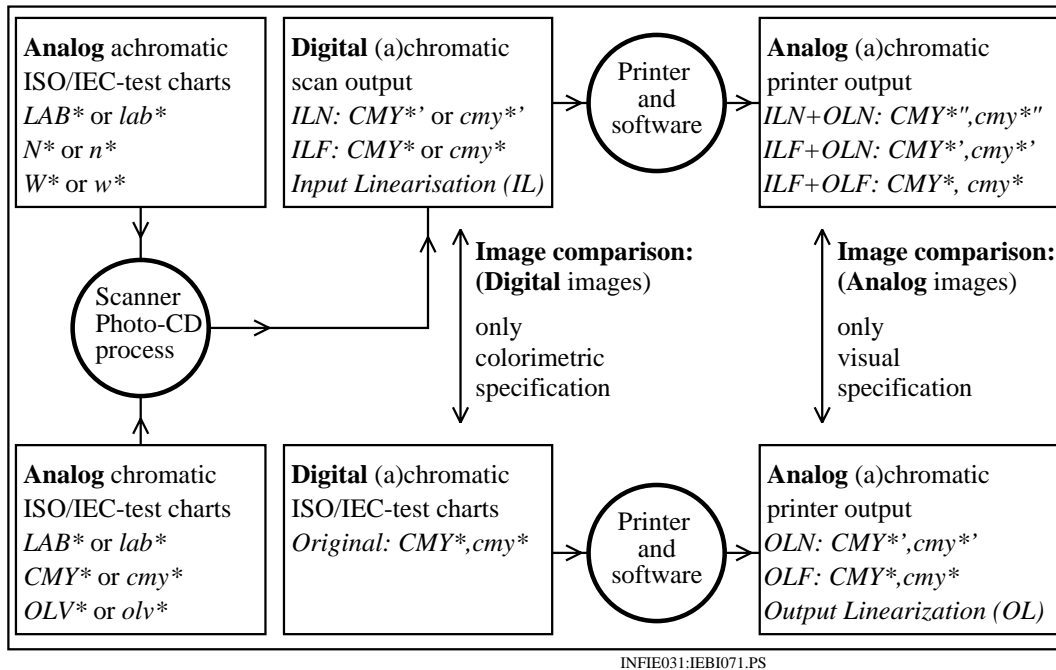 Analog achromatic
ISO/IEC-test charts
LAB* or lab*
N* or n*
W* or w*
Digital (a)chromatic
scan output
ILN: CMY*’ or cmy*’
ILF: CMY* or cmy*
Input Linearisation (IL)
Printer
and
software
Analog (a)chromatic
printer output
ILN+OLN: CMY*",cmy*"
ILF+OLN: CMY*’,cmy*’
ILF+OLF: CMY*, cmy*
Scanner
Photo-CD
process
Image comparison:
(Digital images)
only
colorimetric
specification
Image comparison:
(Analog images)
only
visual
specification
Analog chromatic
ISO/IEC-test charts
LAB* or lab*
CMY* or cmy*
OLV* or olv*
Digital (a)chromatic
ISO/IEC-test charts
Original: CMY*,cmy*
Printer
and
software
Analog (a)chromatic
printer output
OLN: CMY*’,cmy*’
OLF: CMY*,cmy*
Output Linearization (OL)
INFIE031:IEBI071.PS